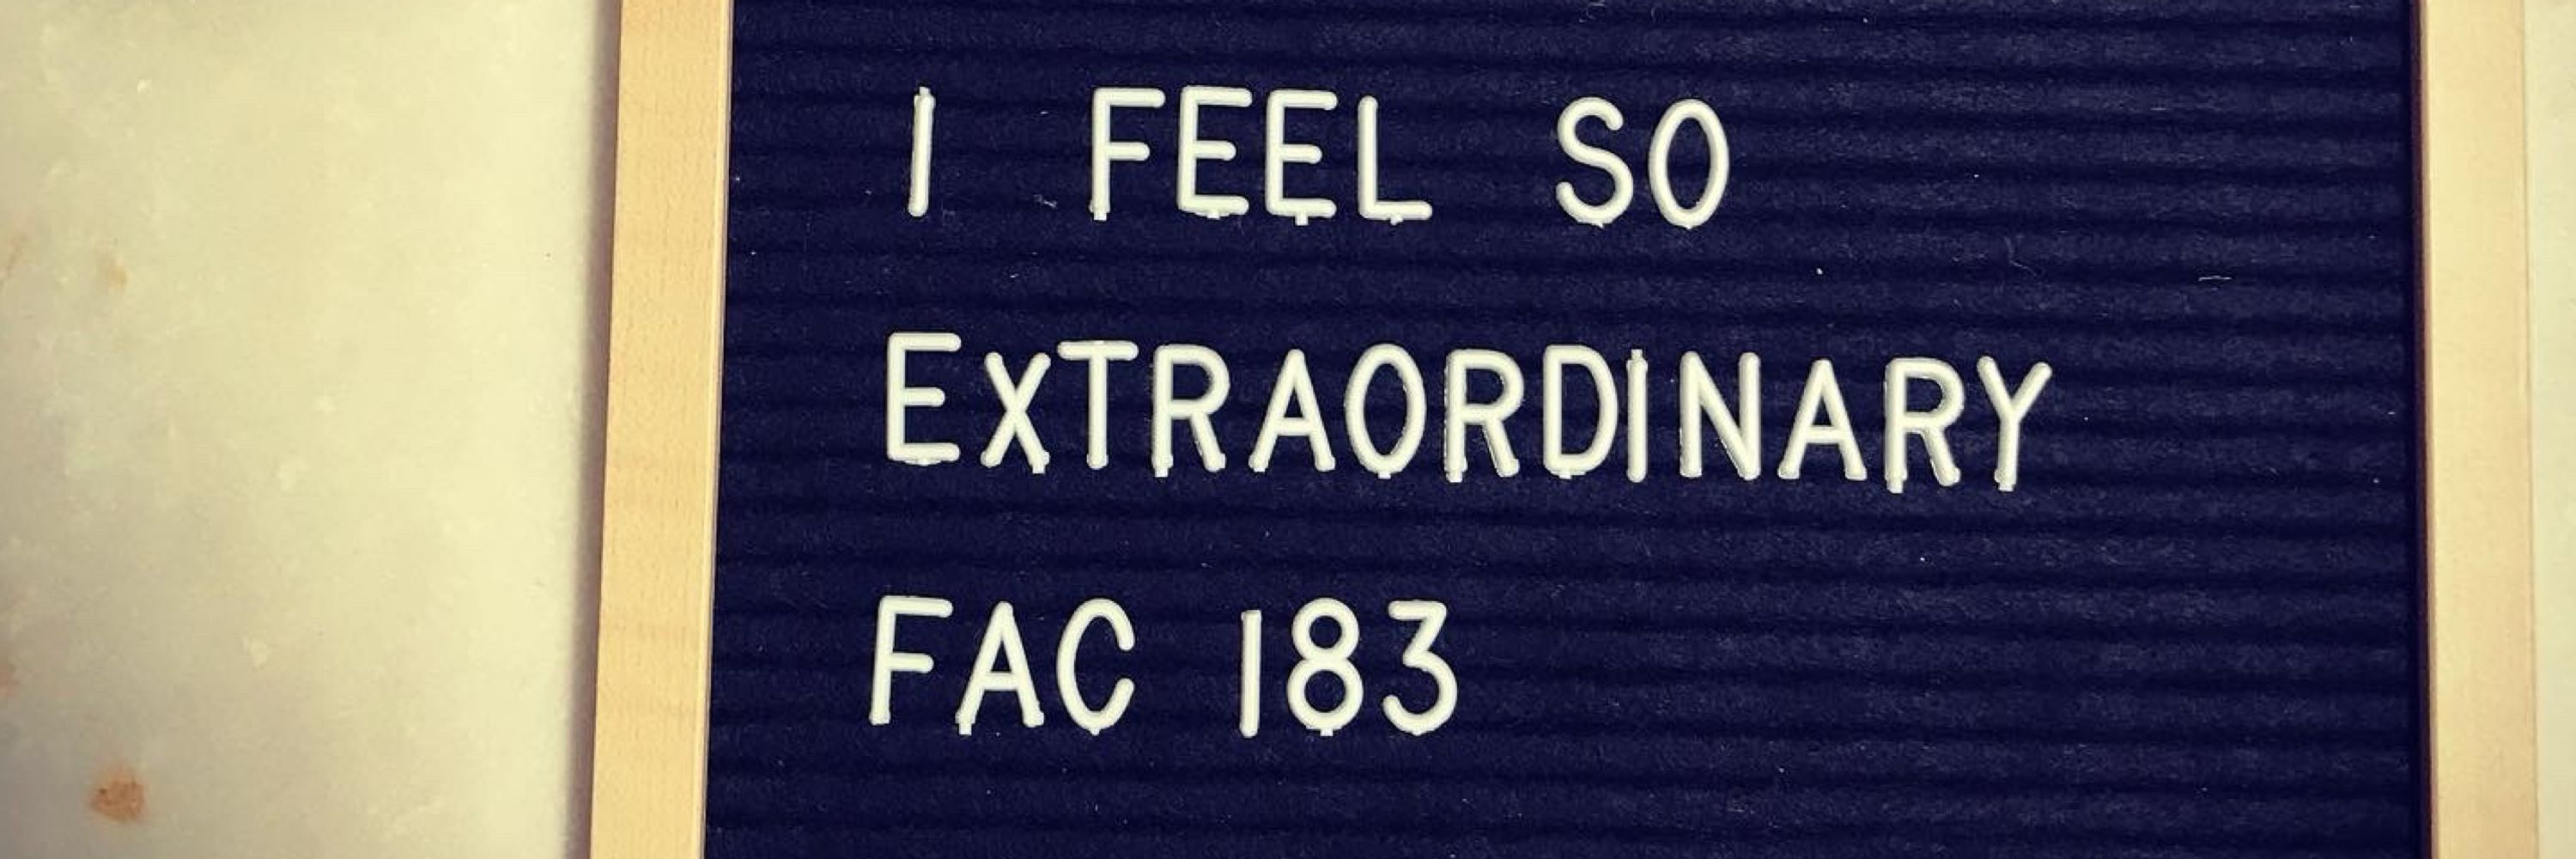 I FEEL SO
ExTRAORDINARY
FAC 183